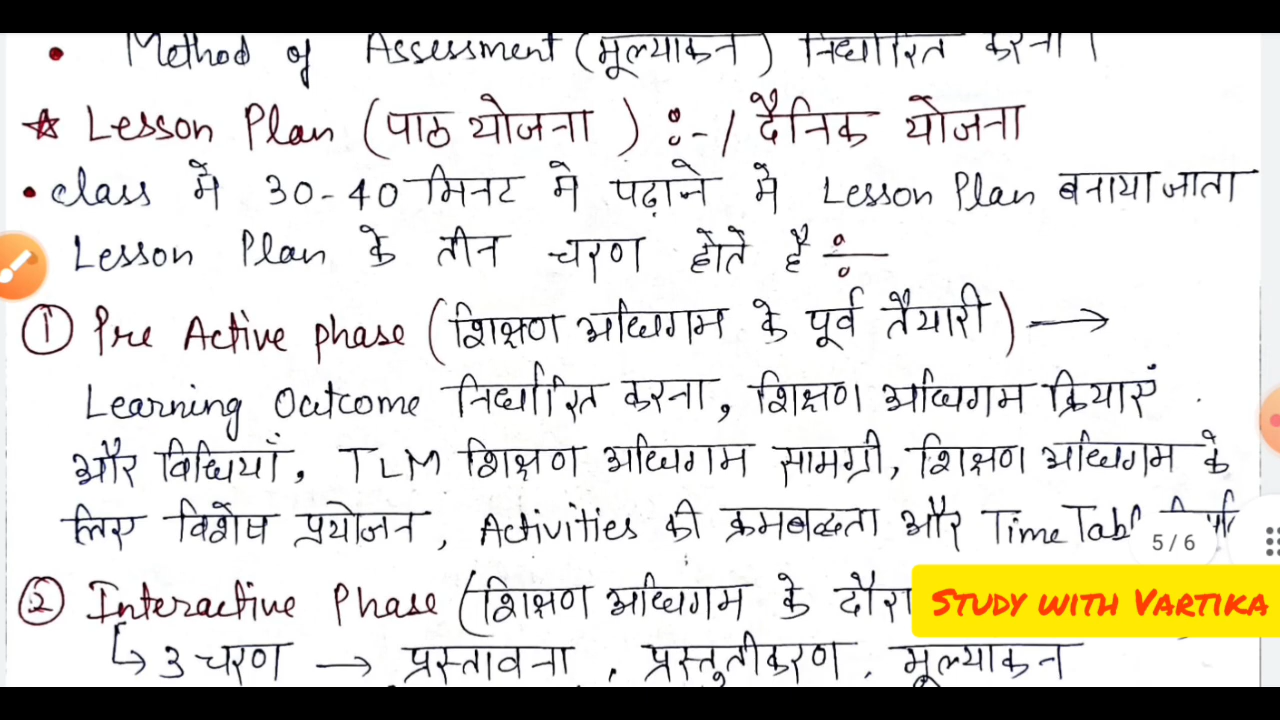 • Method of Assessment (मूल्याकन) निर्धारित करना।
☆ Lesson Plan (पाठ योजना) :- / दैनिक योजना
• class में 30-40 मिनट में पढ़ाने में Lesson Plan बनाया जाता
Lesson Plan के तीन चरण होते हैं :-
① Pre Active phase (शिक्षण अधिगम के पूर्व तैयारी) →
Learning Outcome निर्धारित करना, शिक्षण अधिगम क्रियाएं
और विधियाँ, TLM शिक्षण अधिगम सामग्री, शिक्षण अधिगम के
लिए विशेष प्रयोजन, Activities की क्रमबद्धता और Time
5/6
② Interactive Phase (शिक्षण अधिगम के
STUDY WITH VARTIKA
↳ 3 चरण → प्रस्तावना, प्रस्तुतीकरण, मूल्याकन